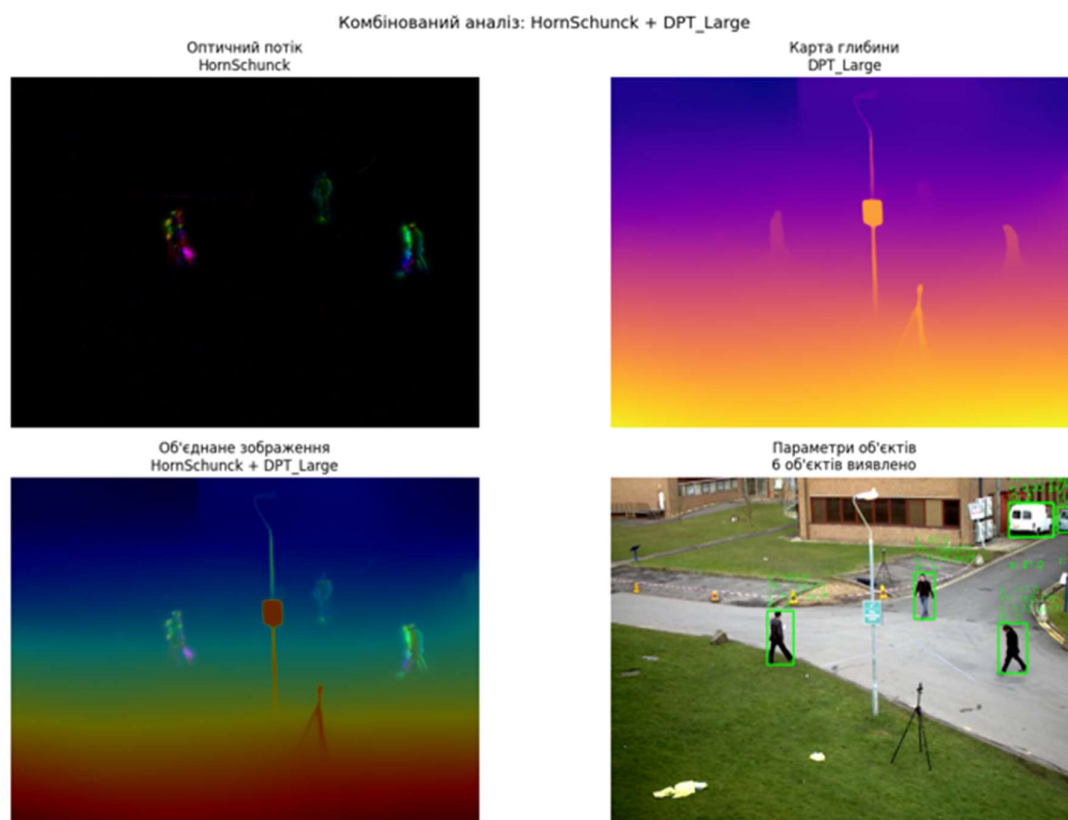 Комбінований аналіз: HornSchunck + DPT_Large
Оптичний потік
HornSchunck
Карта глибини
DPT_Large
Об'єднане зображення
HornSchunck + DPT_Large
Параметри об'єктів
6 об'єктів виявлено